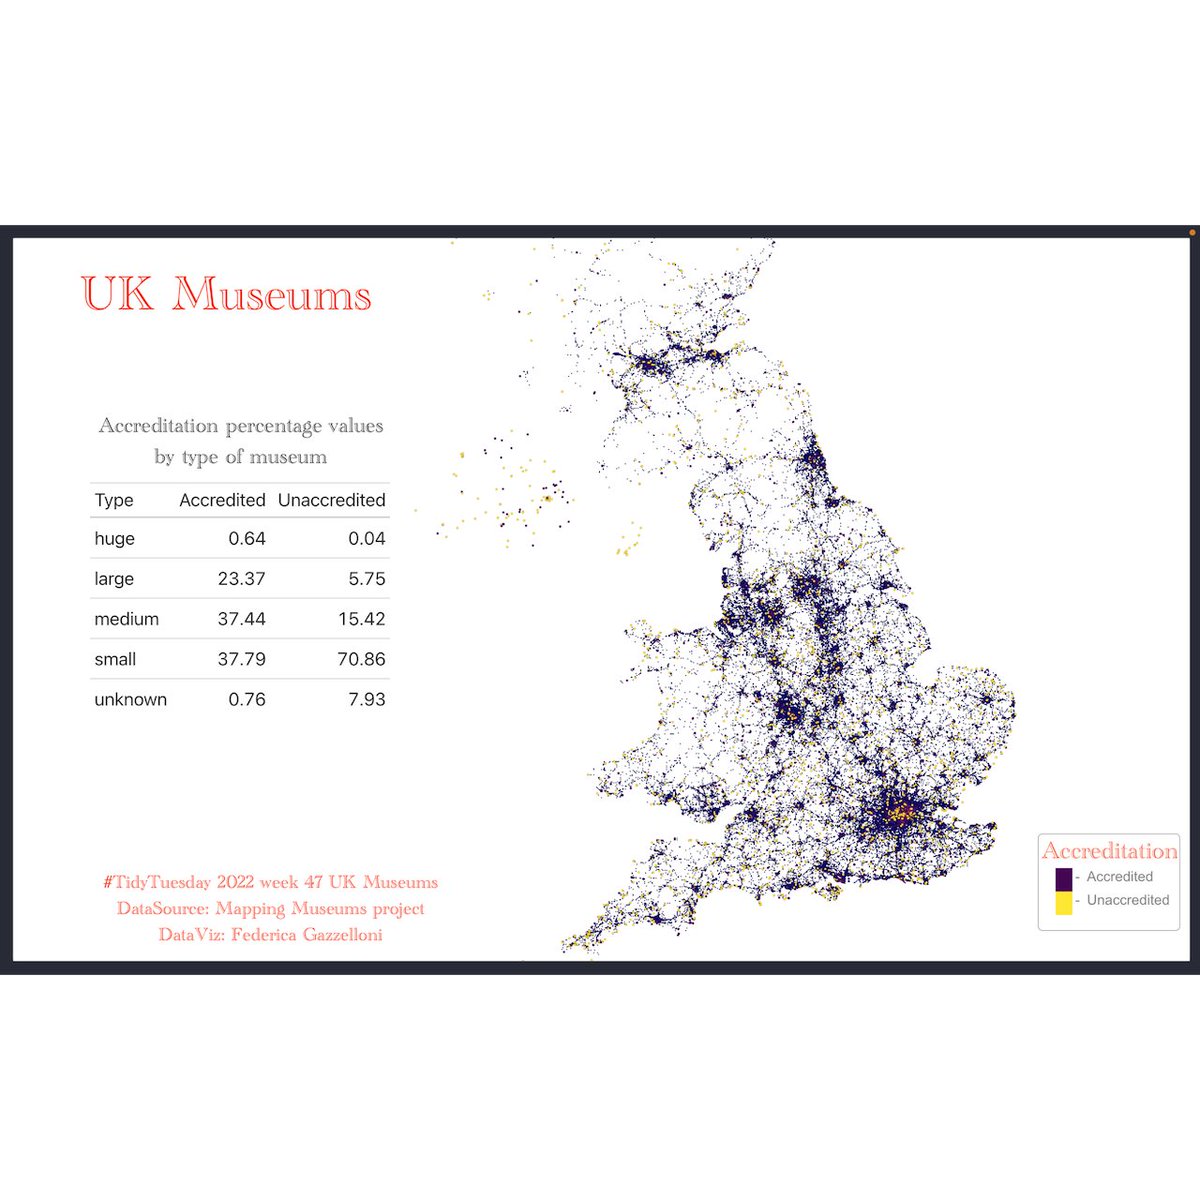 UK Museums
Accreditation percentage values
by type of museum
Type Accredited Unaccredited
huge 0.64 0.04
large 23.37 5.75
medium 37.44 15.42
small 37.79 70.86
unknown 0.76 7.93
#TidyTuesday 2022 week 47 UK Museums
DataSource: Mapping Museums project
DataViz: Federica Gazzelloni
Accreditation
- Accredited
- Unaccredited